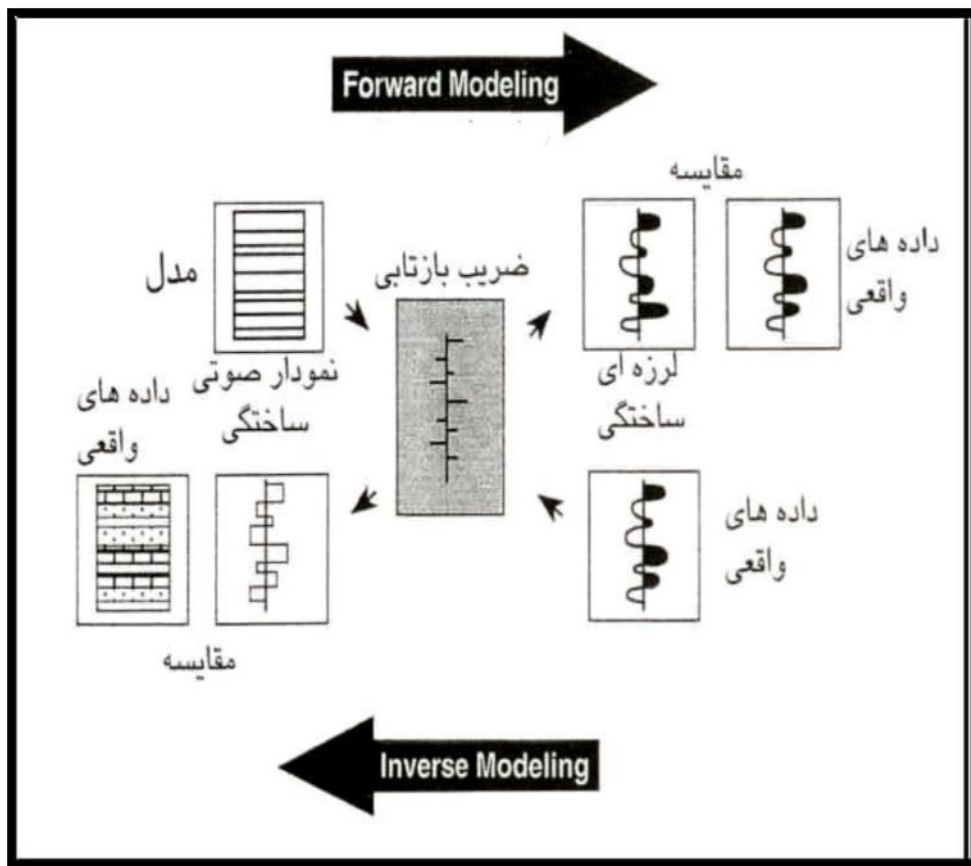 Forward Modeling
مقایسه
داده های
واقعی
ضریب بازتابی
مدل
لرزه ای
ساختگی
نمودار صوتی
ساختگی
داده های
واقعی
داده های
واقعی
مقایسه
Inverse Modeling